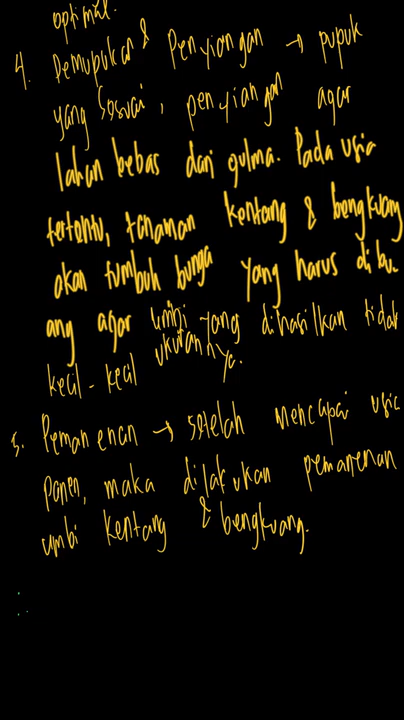 optimal.
4. Pemupukan & Penyiangan → pupuk
yang sesuai, penyiangan agar
lahan bebas dari gulma. Pada usia
tertentu, tanaman kentang & bengkuang
akan tumbuh bunga yang harus dibu-
ang agar umbi yang dihasilkan tidak
kecil-kecil ukurannya.
5. Pemanenan → setelah mencapai usia
panen, maka dilakukan pemanenan
umbi kentang & bengkuang.